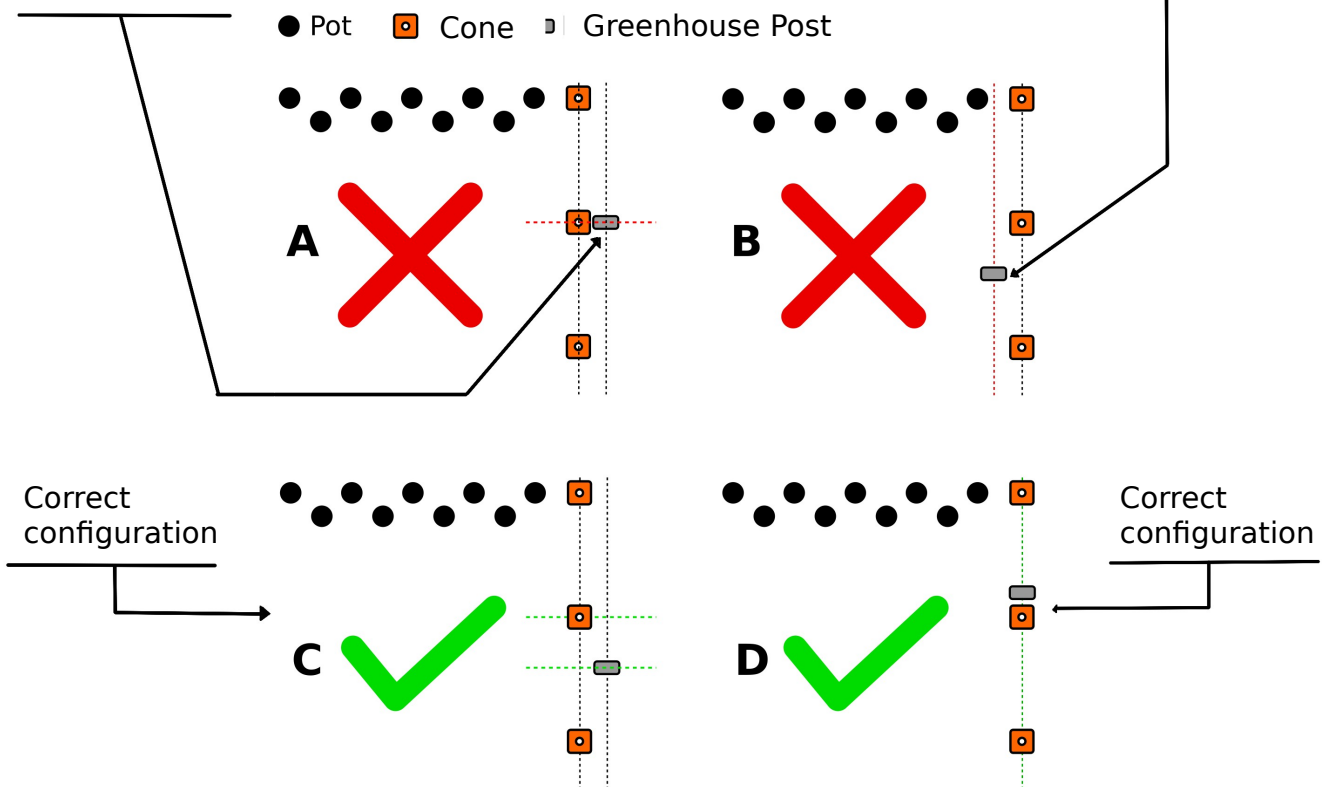 Pot Cone Greenhouse Post
A B
Correct
configuration
Correct
configuration
C D